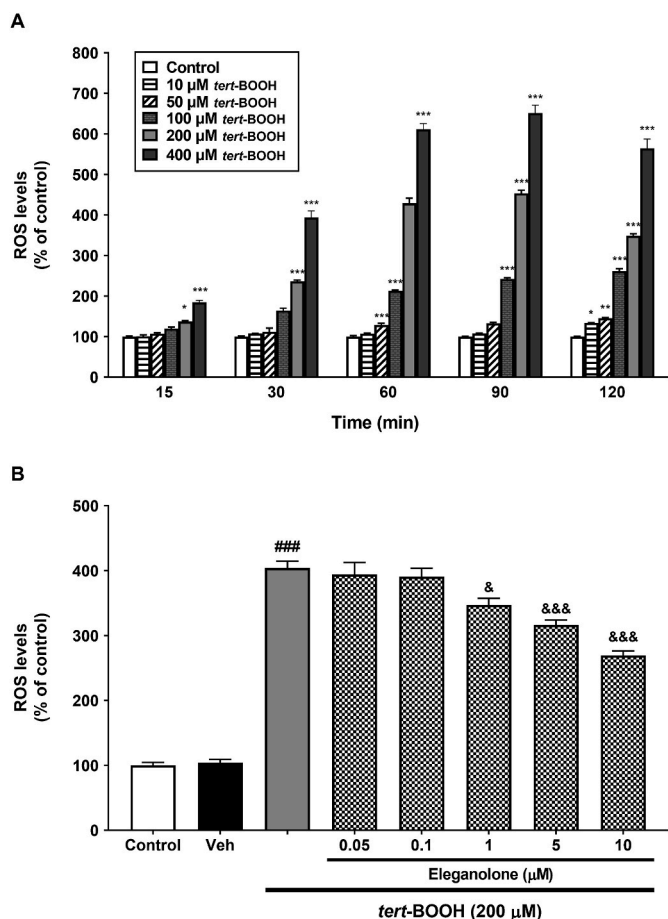 A
ROS levels
(% of control)
800
700
600
500
400
300
200
100
0
Control
10 µM tert-BOOH
50 µM tert-BOOH
100 µM tert-BOOH
200 µM tert-BOOH
400 µM tert-BOOH
* ***
*** ***
*** *** ***
*** *** ***
* ** *** *** ***
15 30 60 90 120
Time (min)
B
ROS levels
(% of control)
500
400
300
200
100
0
###
&
&&&
&&&
Control Veh 0.05 0.1 1 5 10
Eleganolone (µM)
tert-BOOH (200 µM)